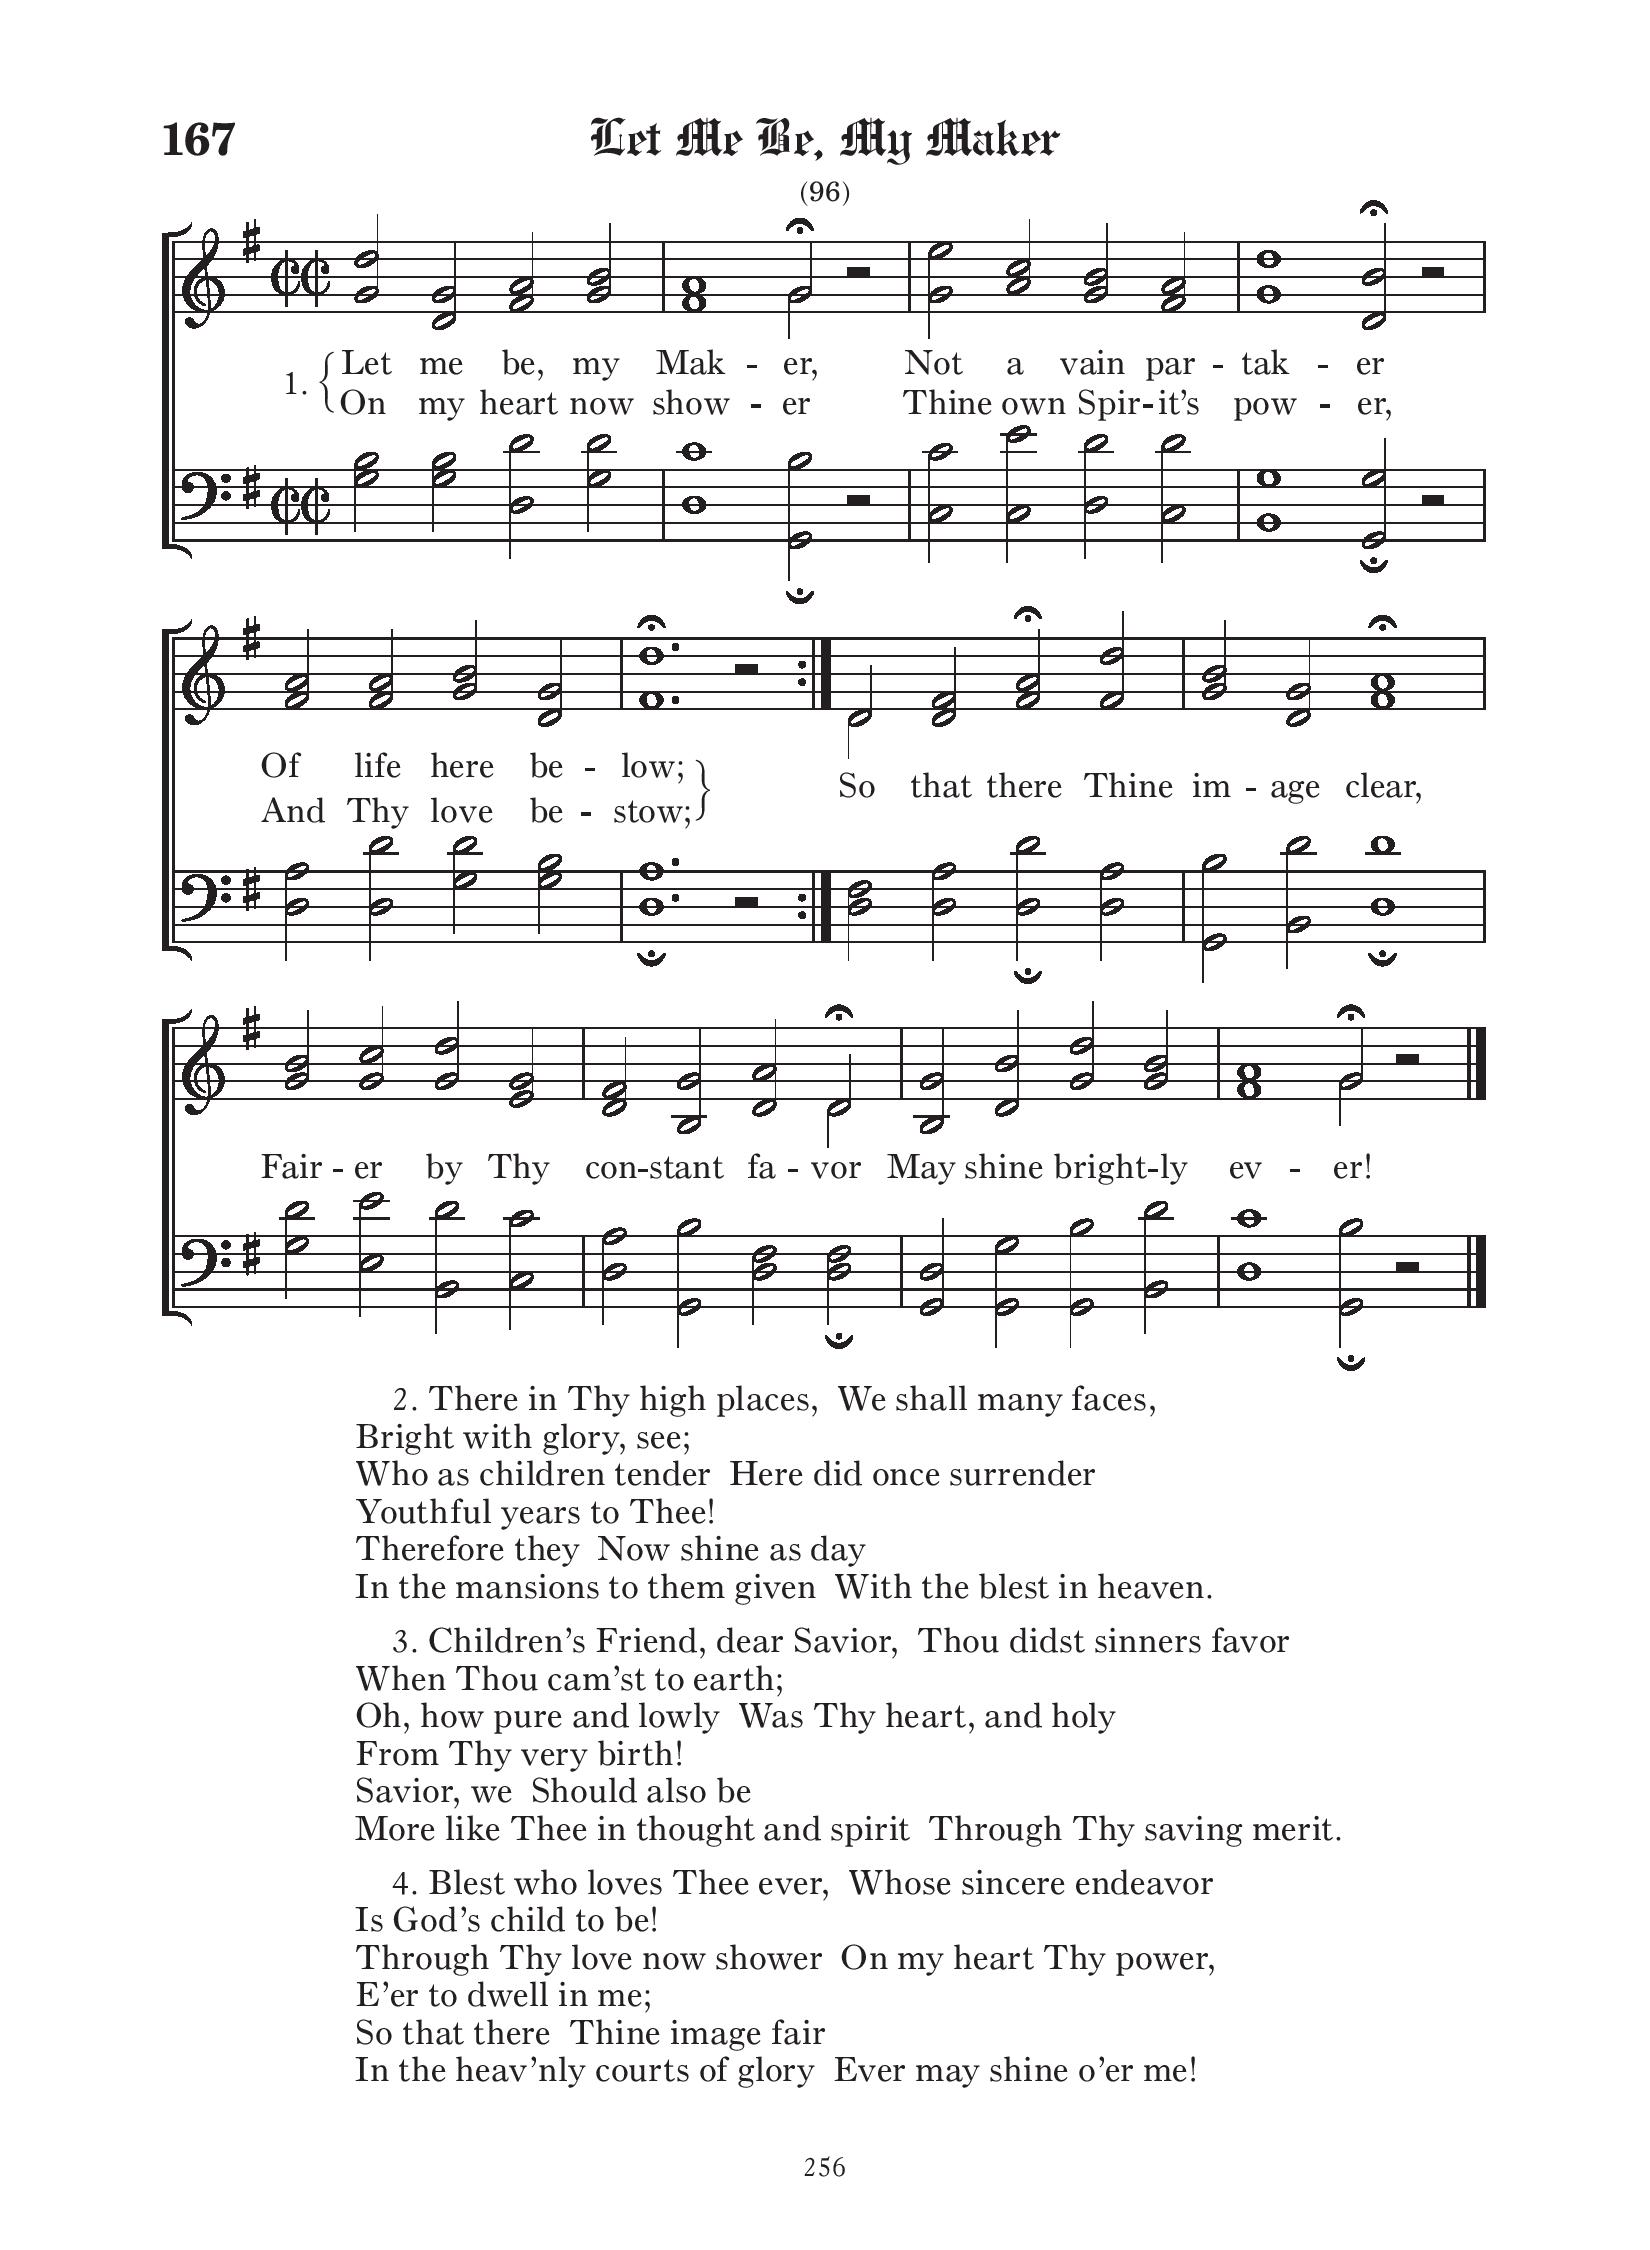 167 Let Me Be, My Maker
(96)
1. { Let me be, my Mak - er, Not a vain par - tak - er
On my heart now show - er Thine own Spir - it’s pow - er,
Of life here be - low; }
And Thy love be - stow;
So that there Thine im - age clear,
Fair - er by Thy con - stant fa - vor May shine bright - ly ev - er!
2. There in Thy high places, We shall many faces,
Bright with glory, see;
Who as children tender Here did once surrender
Youthful years to Thee!
Therefore they Now shine as day
In the mansions to them given With the blest in heaven.
3. Children’s Friend, dear Savior, Thou didst sinners favor
When Thou cam’st to earth;
Oh, how pure and lowly Was Thy heart, and holy
From Thy very birth!
Savior, we Should also be
More like Thee in thought and spirit Through Thy saving merit.
4. Blest who loves Thee ever, Whose sincere endeavor
Is God’s child to be!
Through Thy love now shower On my heart Thy power,
E’er to dwell in me;
So that there Thine image fair
In the heav’nly courts of glory Ever may shine o’er me!
256